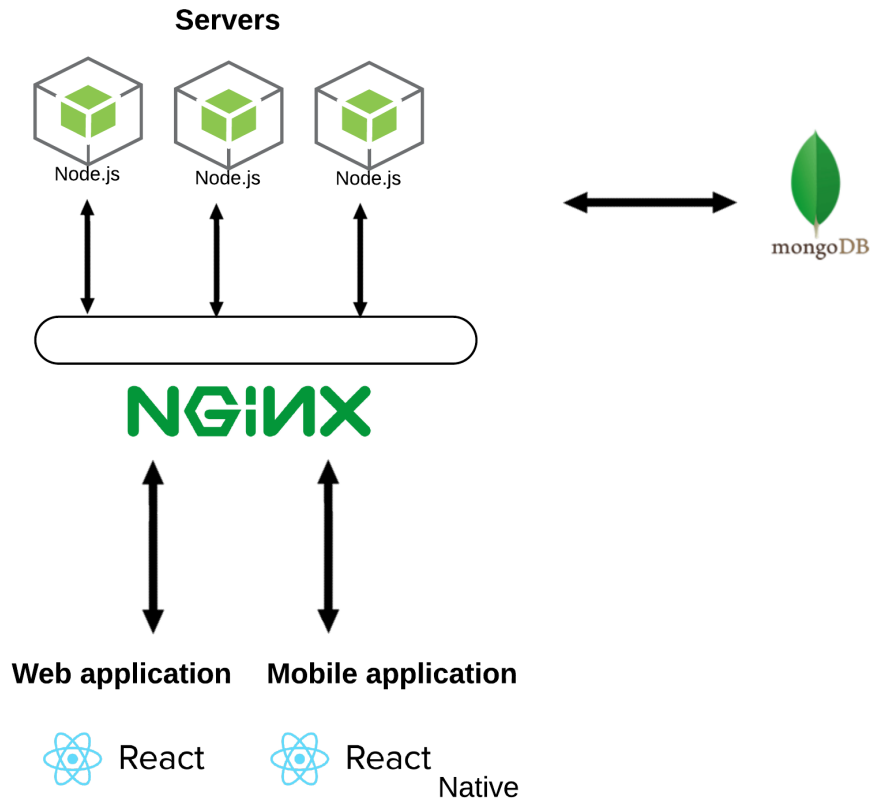 Servers
Node.js
Node.js
Node.js
mongoDB
NGiNX
Web application
Mobile application
React
React
Native